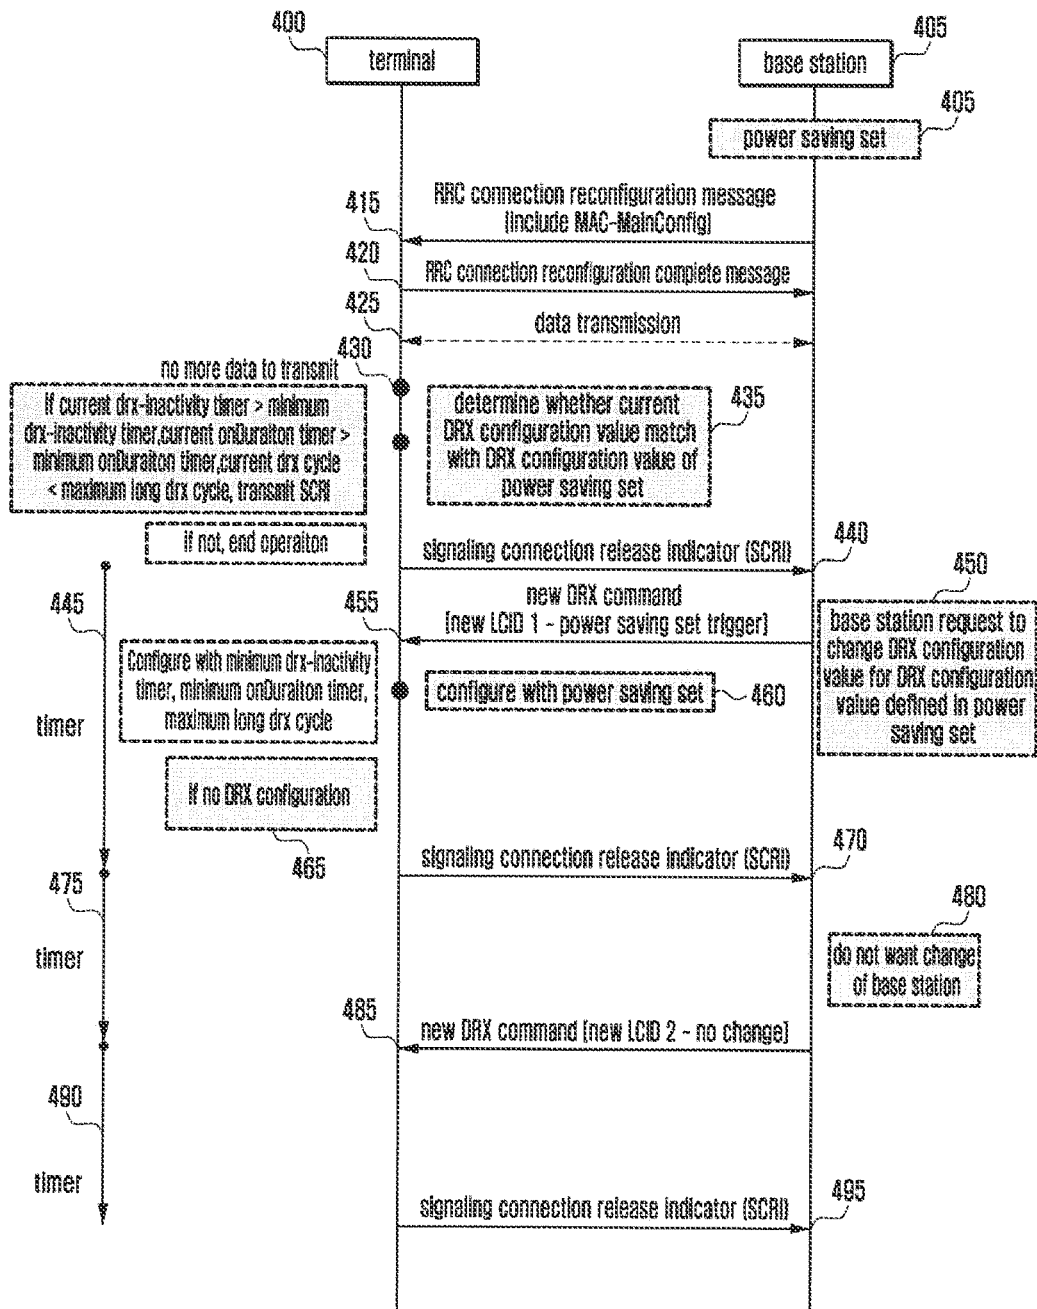 400
terminal
405
base station
405
power saving set
415
RRC connection reconfiguration message
[include MAC-MainConfig]
420
RRC connection reconfiguration complete message
425
data transmission
430
no more data to transmit
If current drx-inactivity timer > minimum
drx-inactivity timer,current onDuraiton timer >
minimum onDuraiton timer,current drx cycle
< maximum long drx cycle, transmit SCRI
435
determine whether current
DRX configuration value match
with DRX configuration value of
power saving set
if not, end operaiton
signaling connection release indicator (SCRI)
440
445
timer
455
new DRX command
[new LCID 1 - power saving set trigger]
450
base station request to
change DRX configuration
value for DRX configuration
value defined in power
saving set
Configure with minimum drx-inactivity
timer, minimum onDuraiton timer,
maximum long drx cycle
configure with power saving set
460
If no DRX configuration
465
signaling connection release indicator (SCRI)
470
475
timer
480
do not want change
of base station
485
new DRX command [new LCID 2 - no change]
490
timer
signaling connection release indicator (SCRI)
495